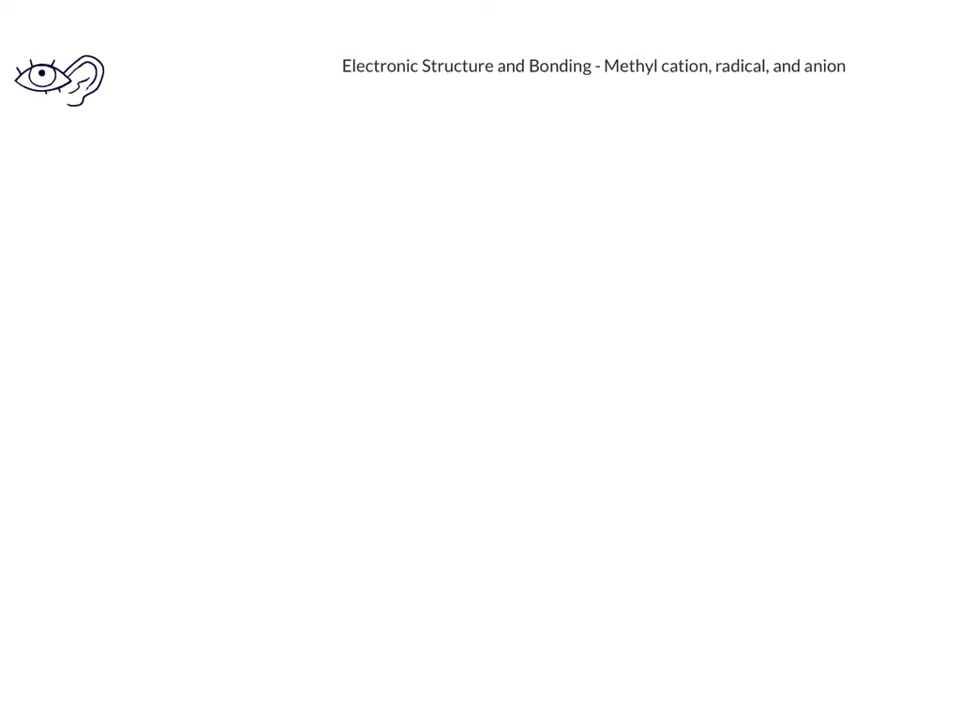 Electronic Structure and Bonding - Methyl cation, radical, and anion